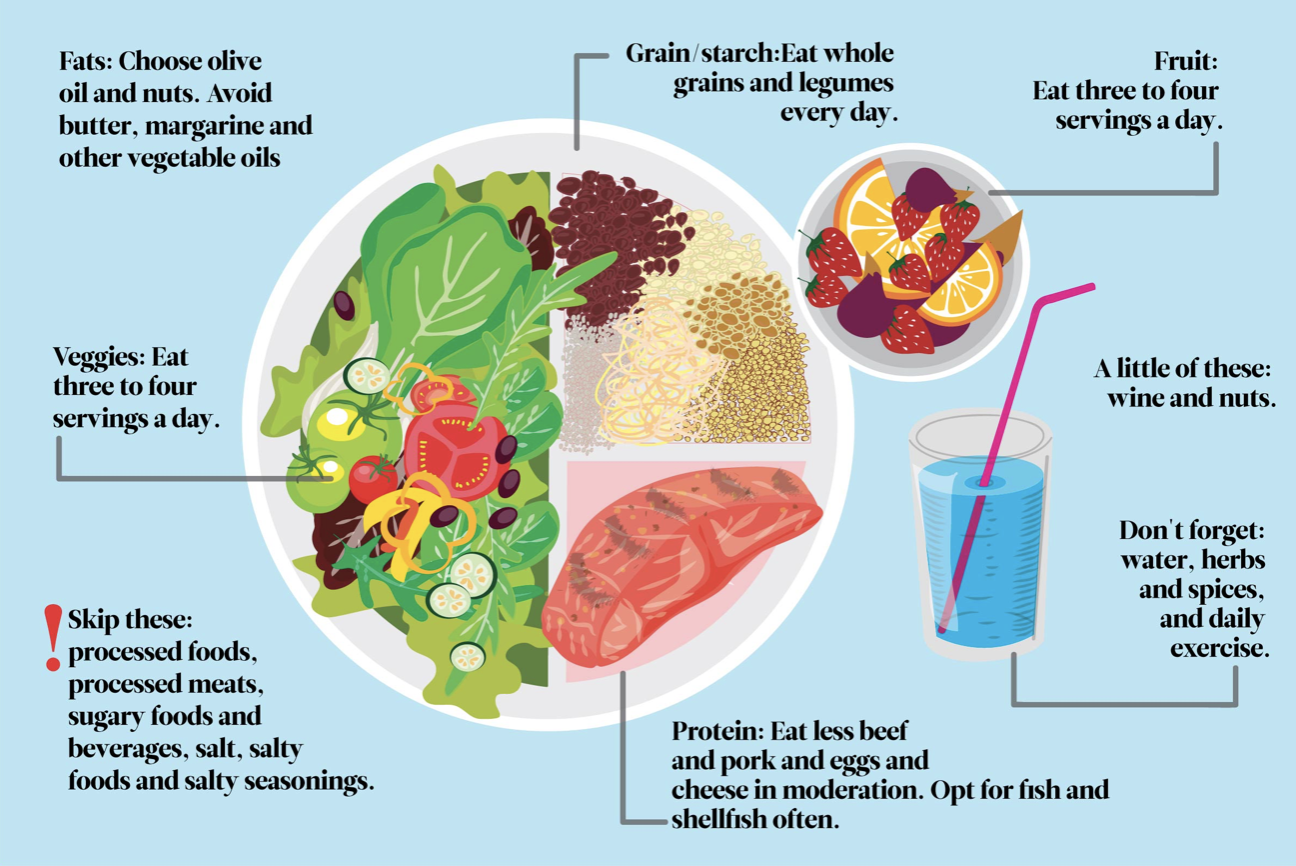 Fats: Choose olive
oil and nuts. Avoid
butter, margarine and
other vegetable oils
Grain/starch:Eat whole
grains and legumes
every day.
Fruit:
Eat three to four
servings a day.
Veggies: Eat
three to four
servings a day.
A little of these:
wine and nuts.
Don't forget:
water, herbs
and spices,
and daily
exercise.
! Skip these:
processed foods,
processed meats,
sugary foods and
beverages, salt, salty
foods and salty seasonings.
Protein: Eat less beef
and pork and eggs and
cheese in moderation. Opt for fish and
shellfish often.